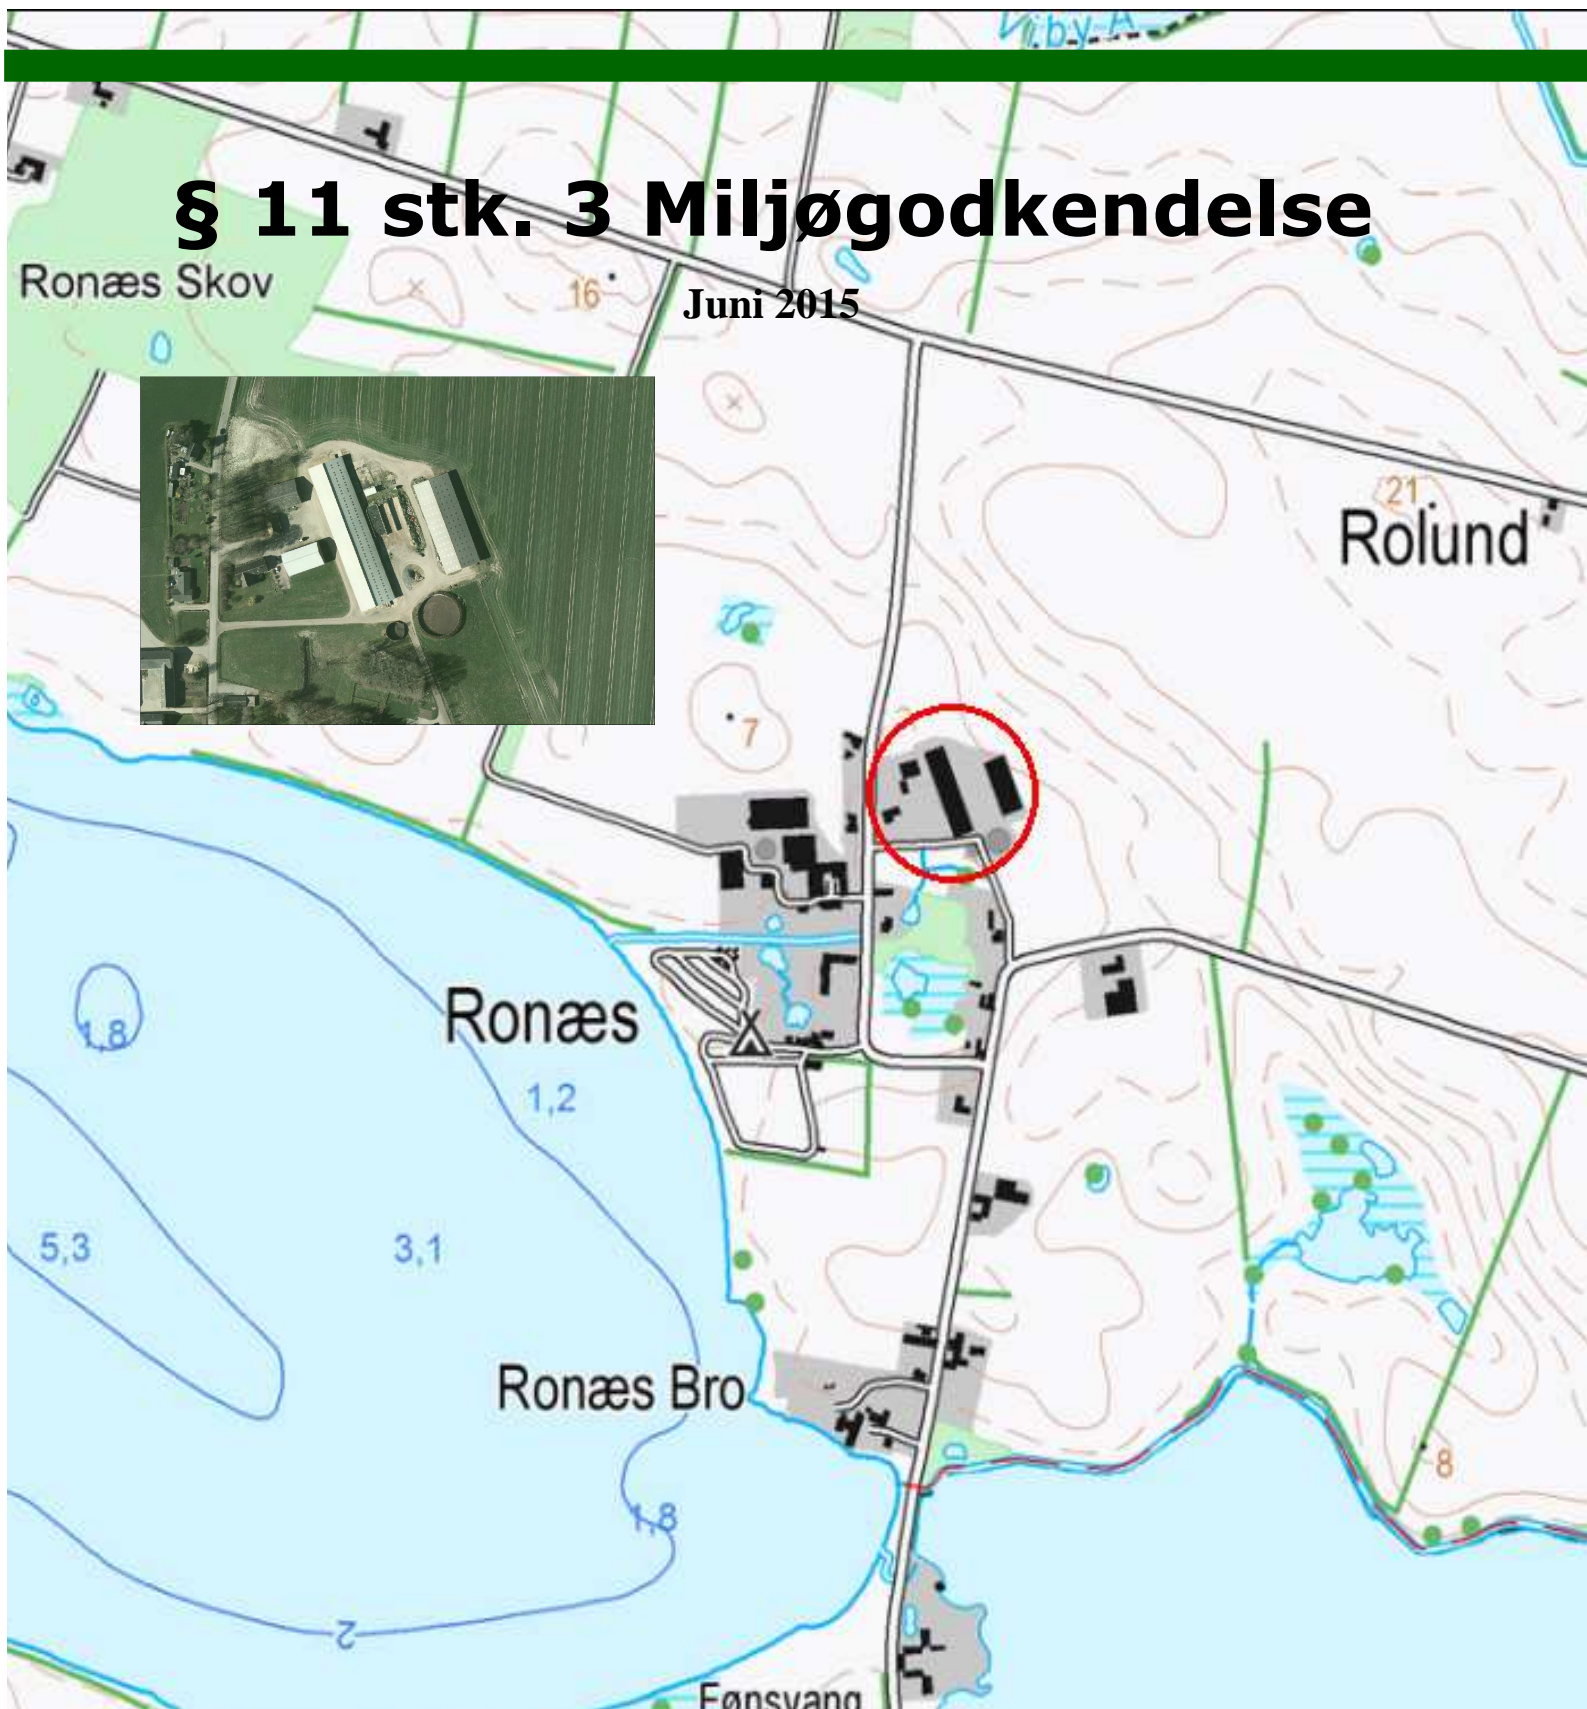 Viby Å
§ 11 stk. 3 Miljøgodkendelse
Ronæs Skov
16
Juni 2015
21
Rolund
7
Ronæs
1,8
1,2
5,3
3,1
Ronæs Bro
8
1,8
2
Fønsvang